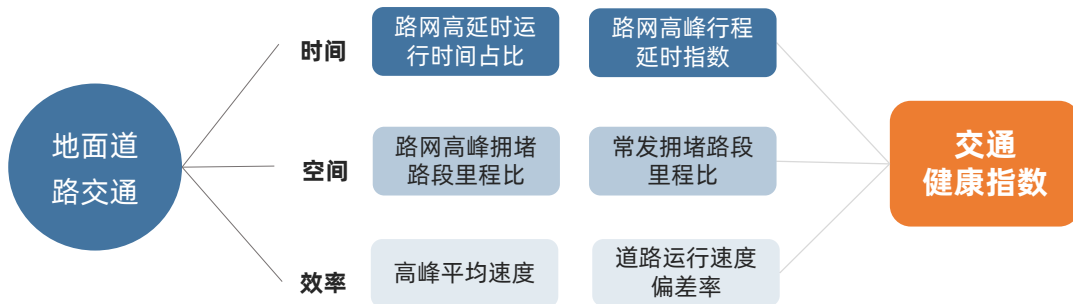 地面道
路交通
时间
路网高延时运
行时间占比
路网高峰行程
延时指数
空间
路网高峰拥堵
路段里程比
常发拥堵路段
里程比
效率
高峰平均速度
道路运行速度
偏差率
交通
健康指数